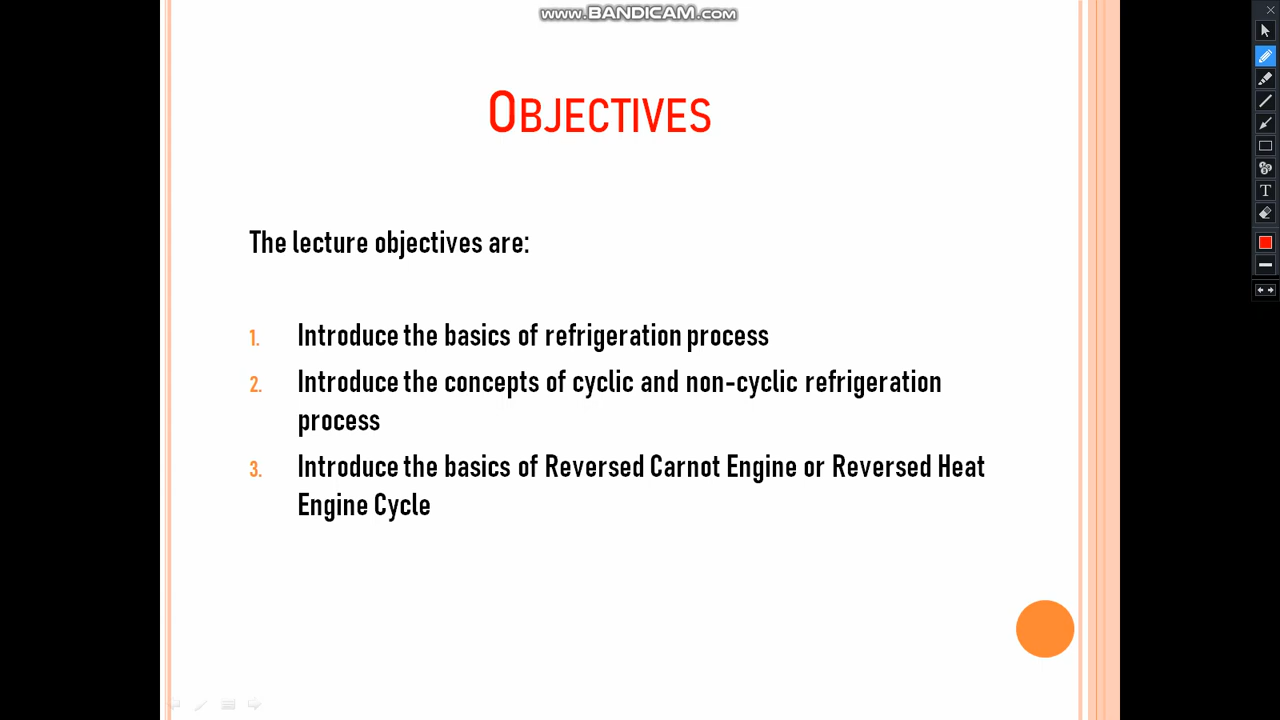 www.BANDICAM.com
OBJECTIVES
The lecture objectives are:
1. Introduce the basics of refrigeration process
2. Introduce the concepts of cyclic and non-cyclic refrigeration
process
3. Introduce the basics of Reversed Carnot Engine or Reversed Heat
Engine Cycle
T